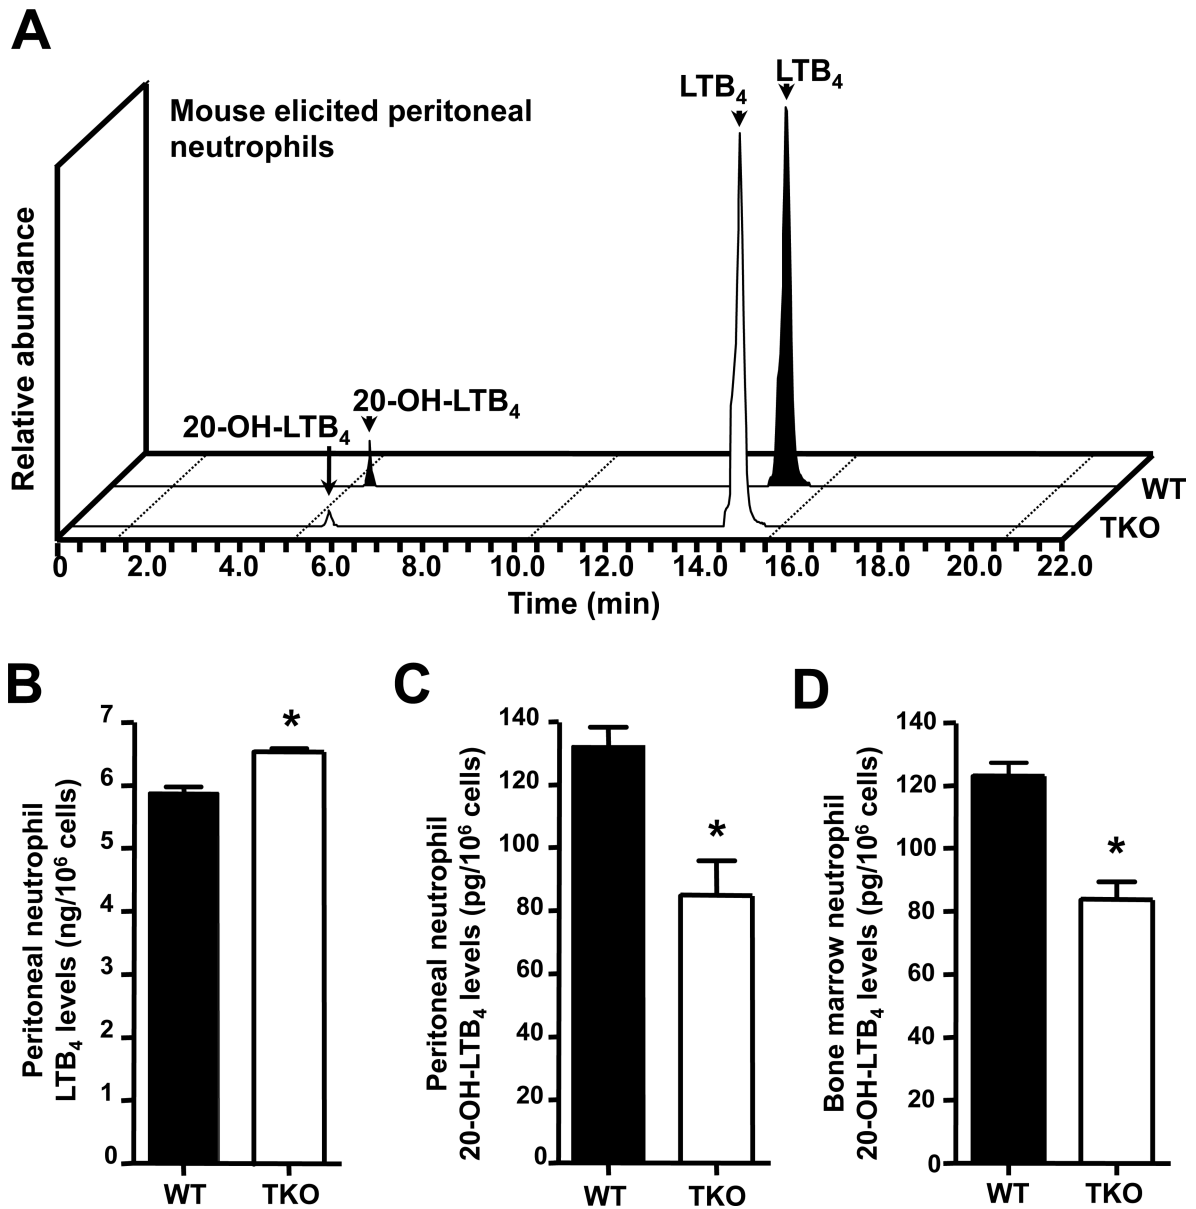 A
Mouse elicited peritoneal
neutrophils
LTB4
LTB4
20-OH-LTB4
20-OH-LTB4
Relative abundance
WT
TKO
0 2.0 4.0 6.0 8.0 10.0 12.0 14.0 16.0 18.0 20.0 22.0
Time (min)
B
Peritoneal neutrophil
LTB4 levels (ng/10^6 cells)
7
6
5
4
3
2
1
0
*
WT TKO
C
Peritoneal neutrophil
20-OH-LTB4 levels (pg/10^6 cells)
140
120
100
80
60
40
20
0
*
WT TKO
D
Bone marrow neutrophil
20-OH-LTB4 levels (pg/10^6 cells)
140
120
100
80
60
40
20
0
*
WT TKO